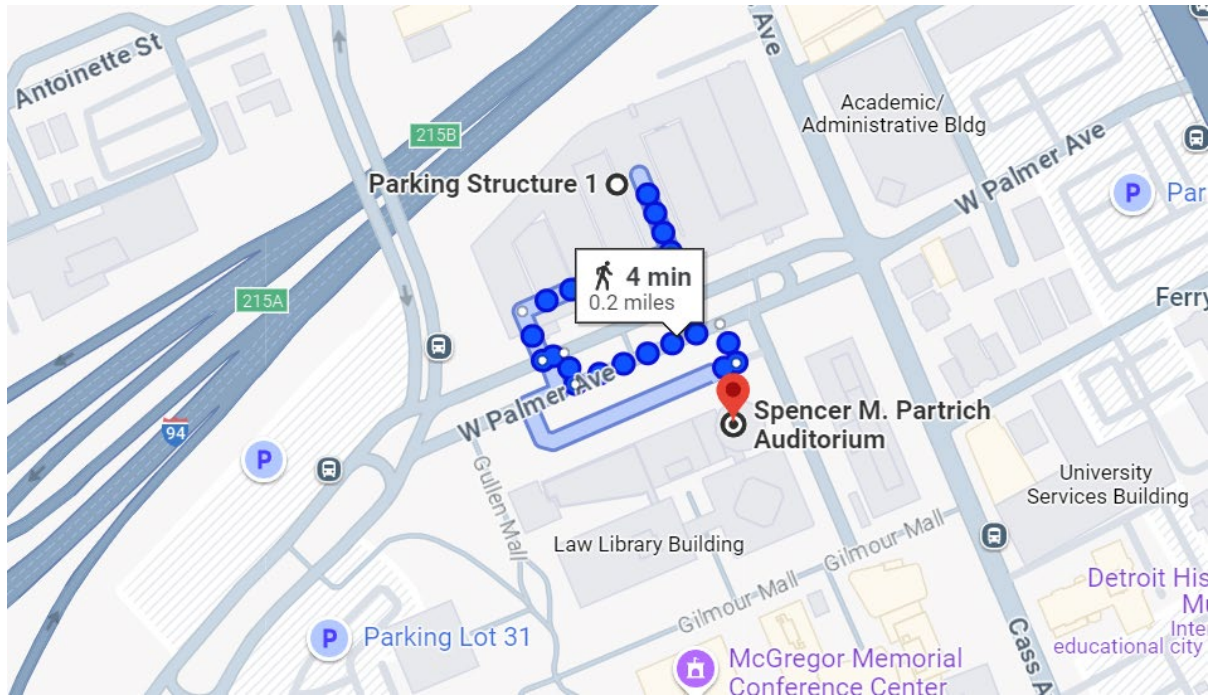 Antoinette St
Ave
215B
Academic/
Administrative Bldg
W Palmer Ave
Parking Structure 1
P
Par
4 min
0.2 miles
215A
Ferry
W Palmer Ave
94
P
Spencer M. Partrich
Auditorium
Gullen Mall
University
Services Building
Law Library Building
Gilmour Mall
Gilmour Mall
P
Parking Lot 31
Detroit His
Mu
Inter
educational city
McGregor Memorial
Conference Center
Cass A